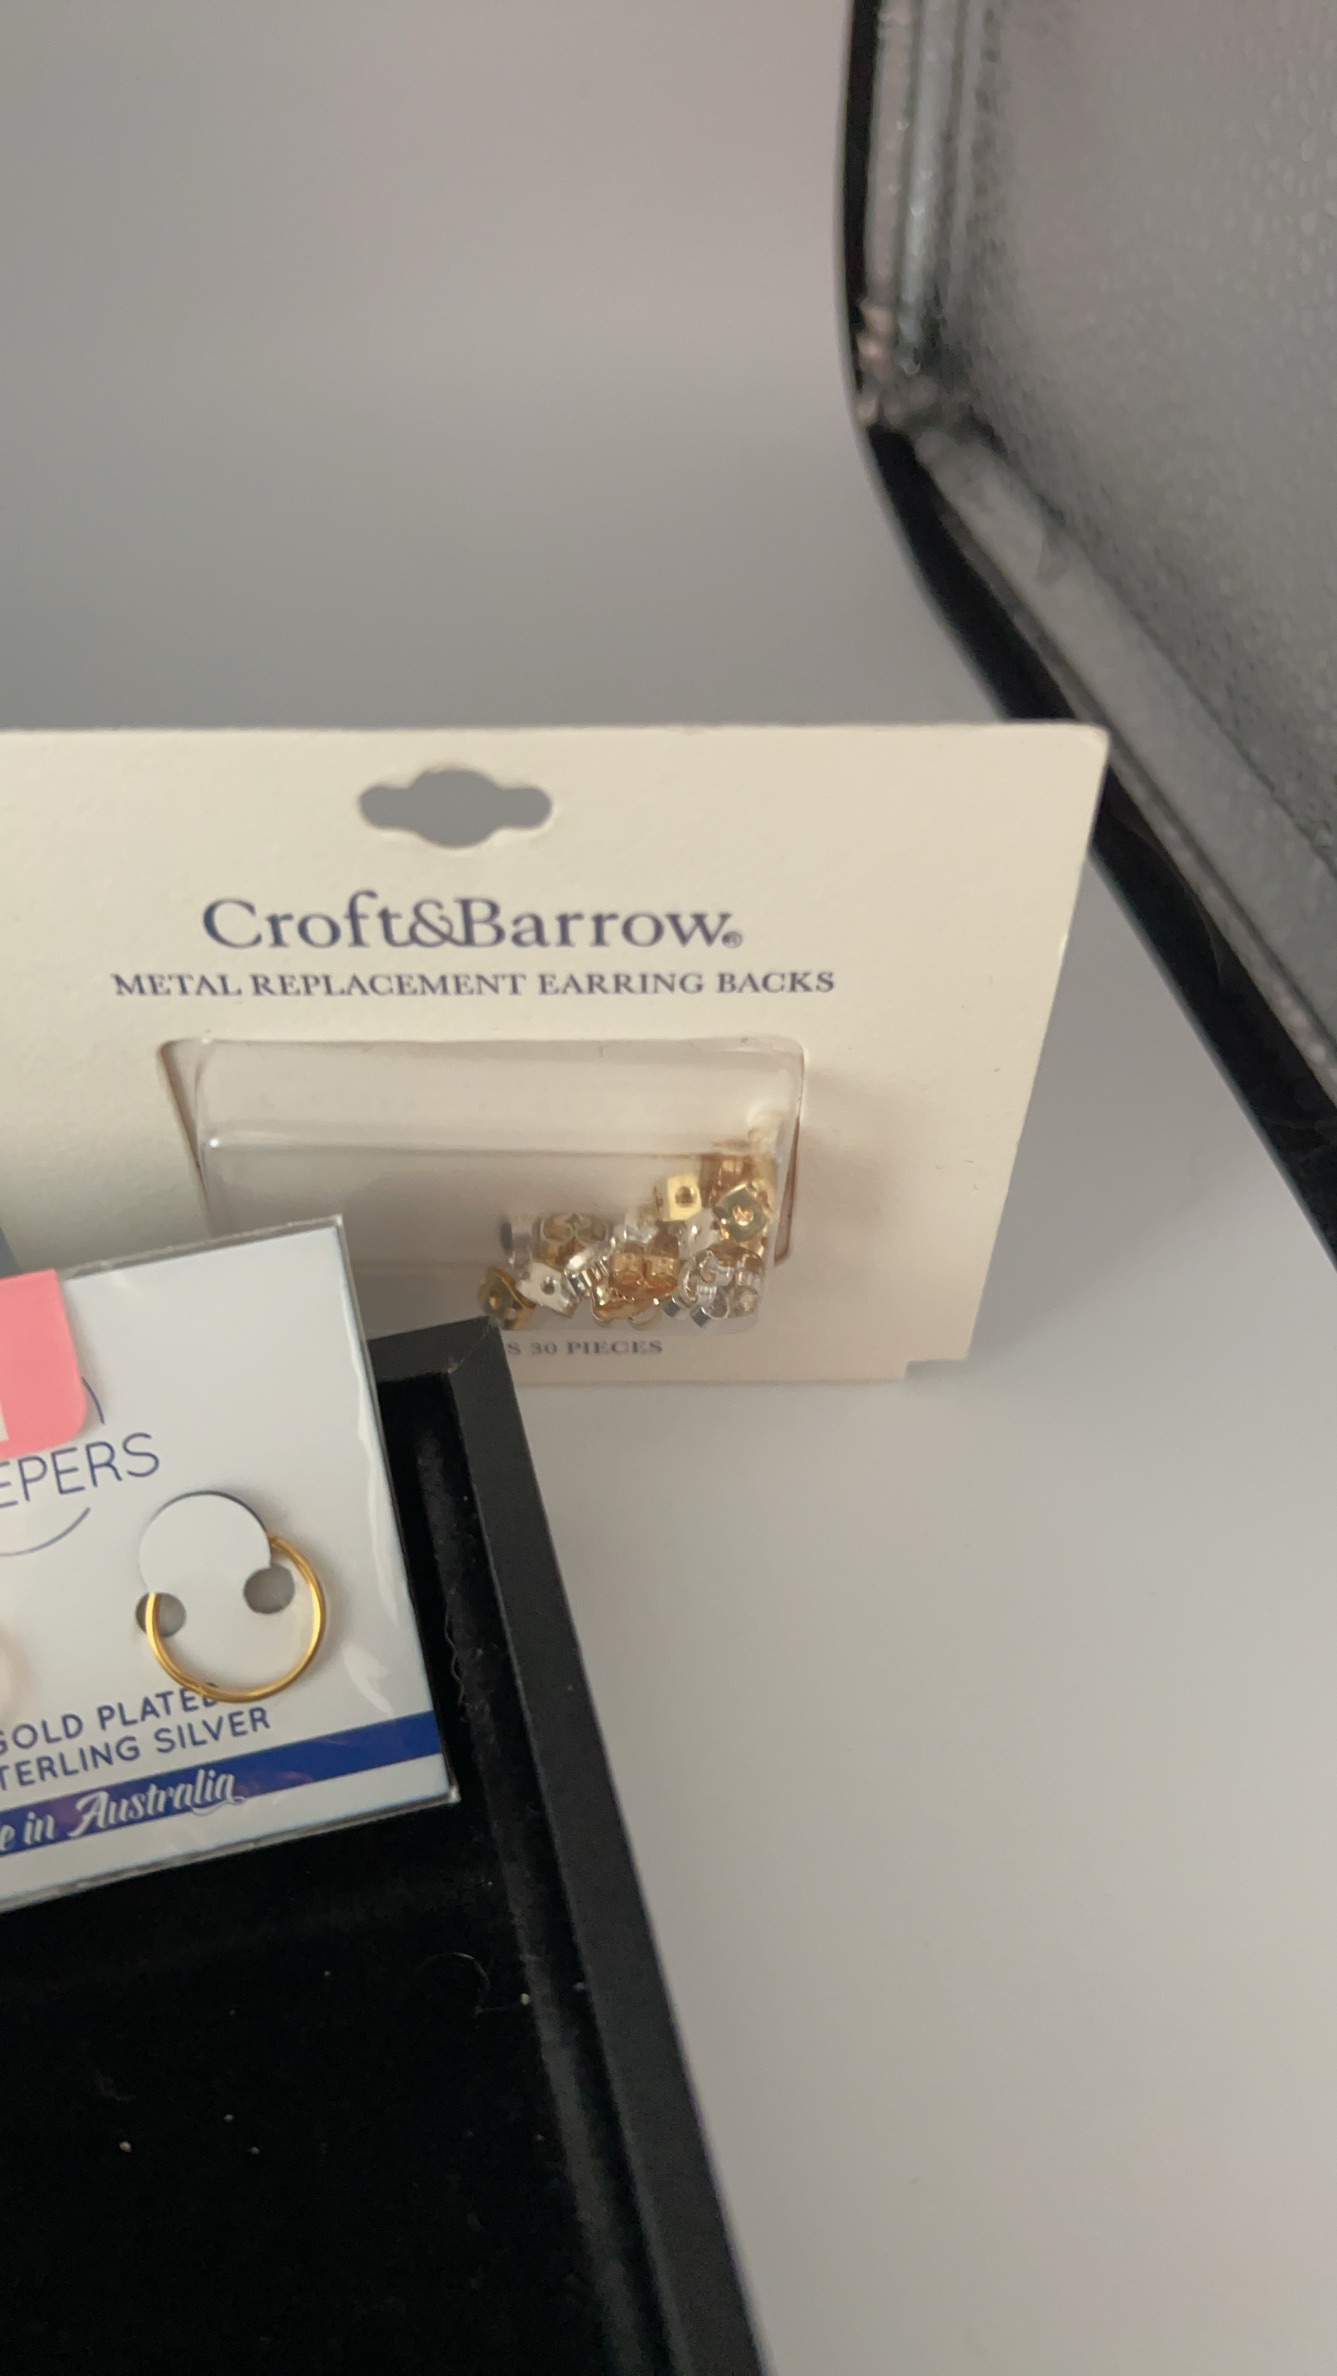 Croft&Barrow®
METAL REPLACEMENT EARRING BACKS
S 30 PIECES
EPERS
GOLD PLATED
TERLING SILVER
e in Australia